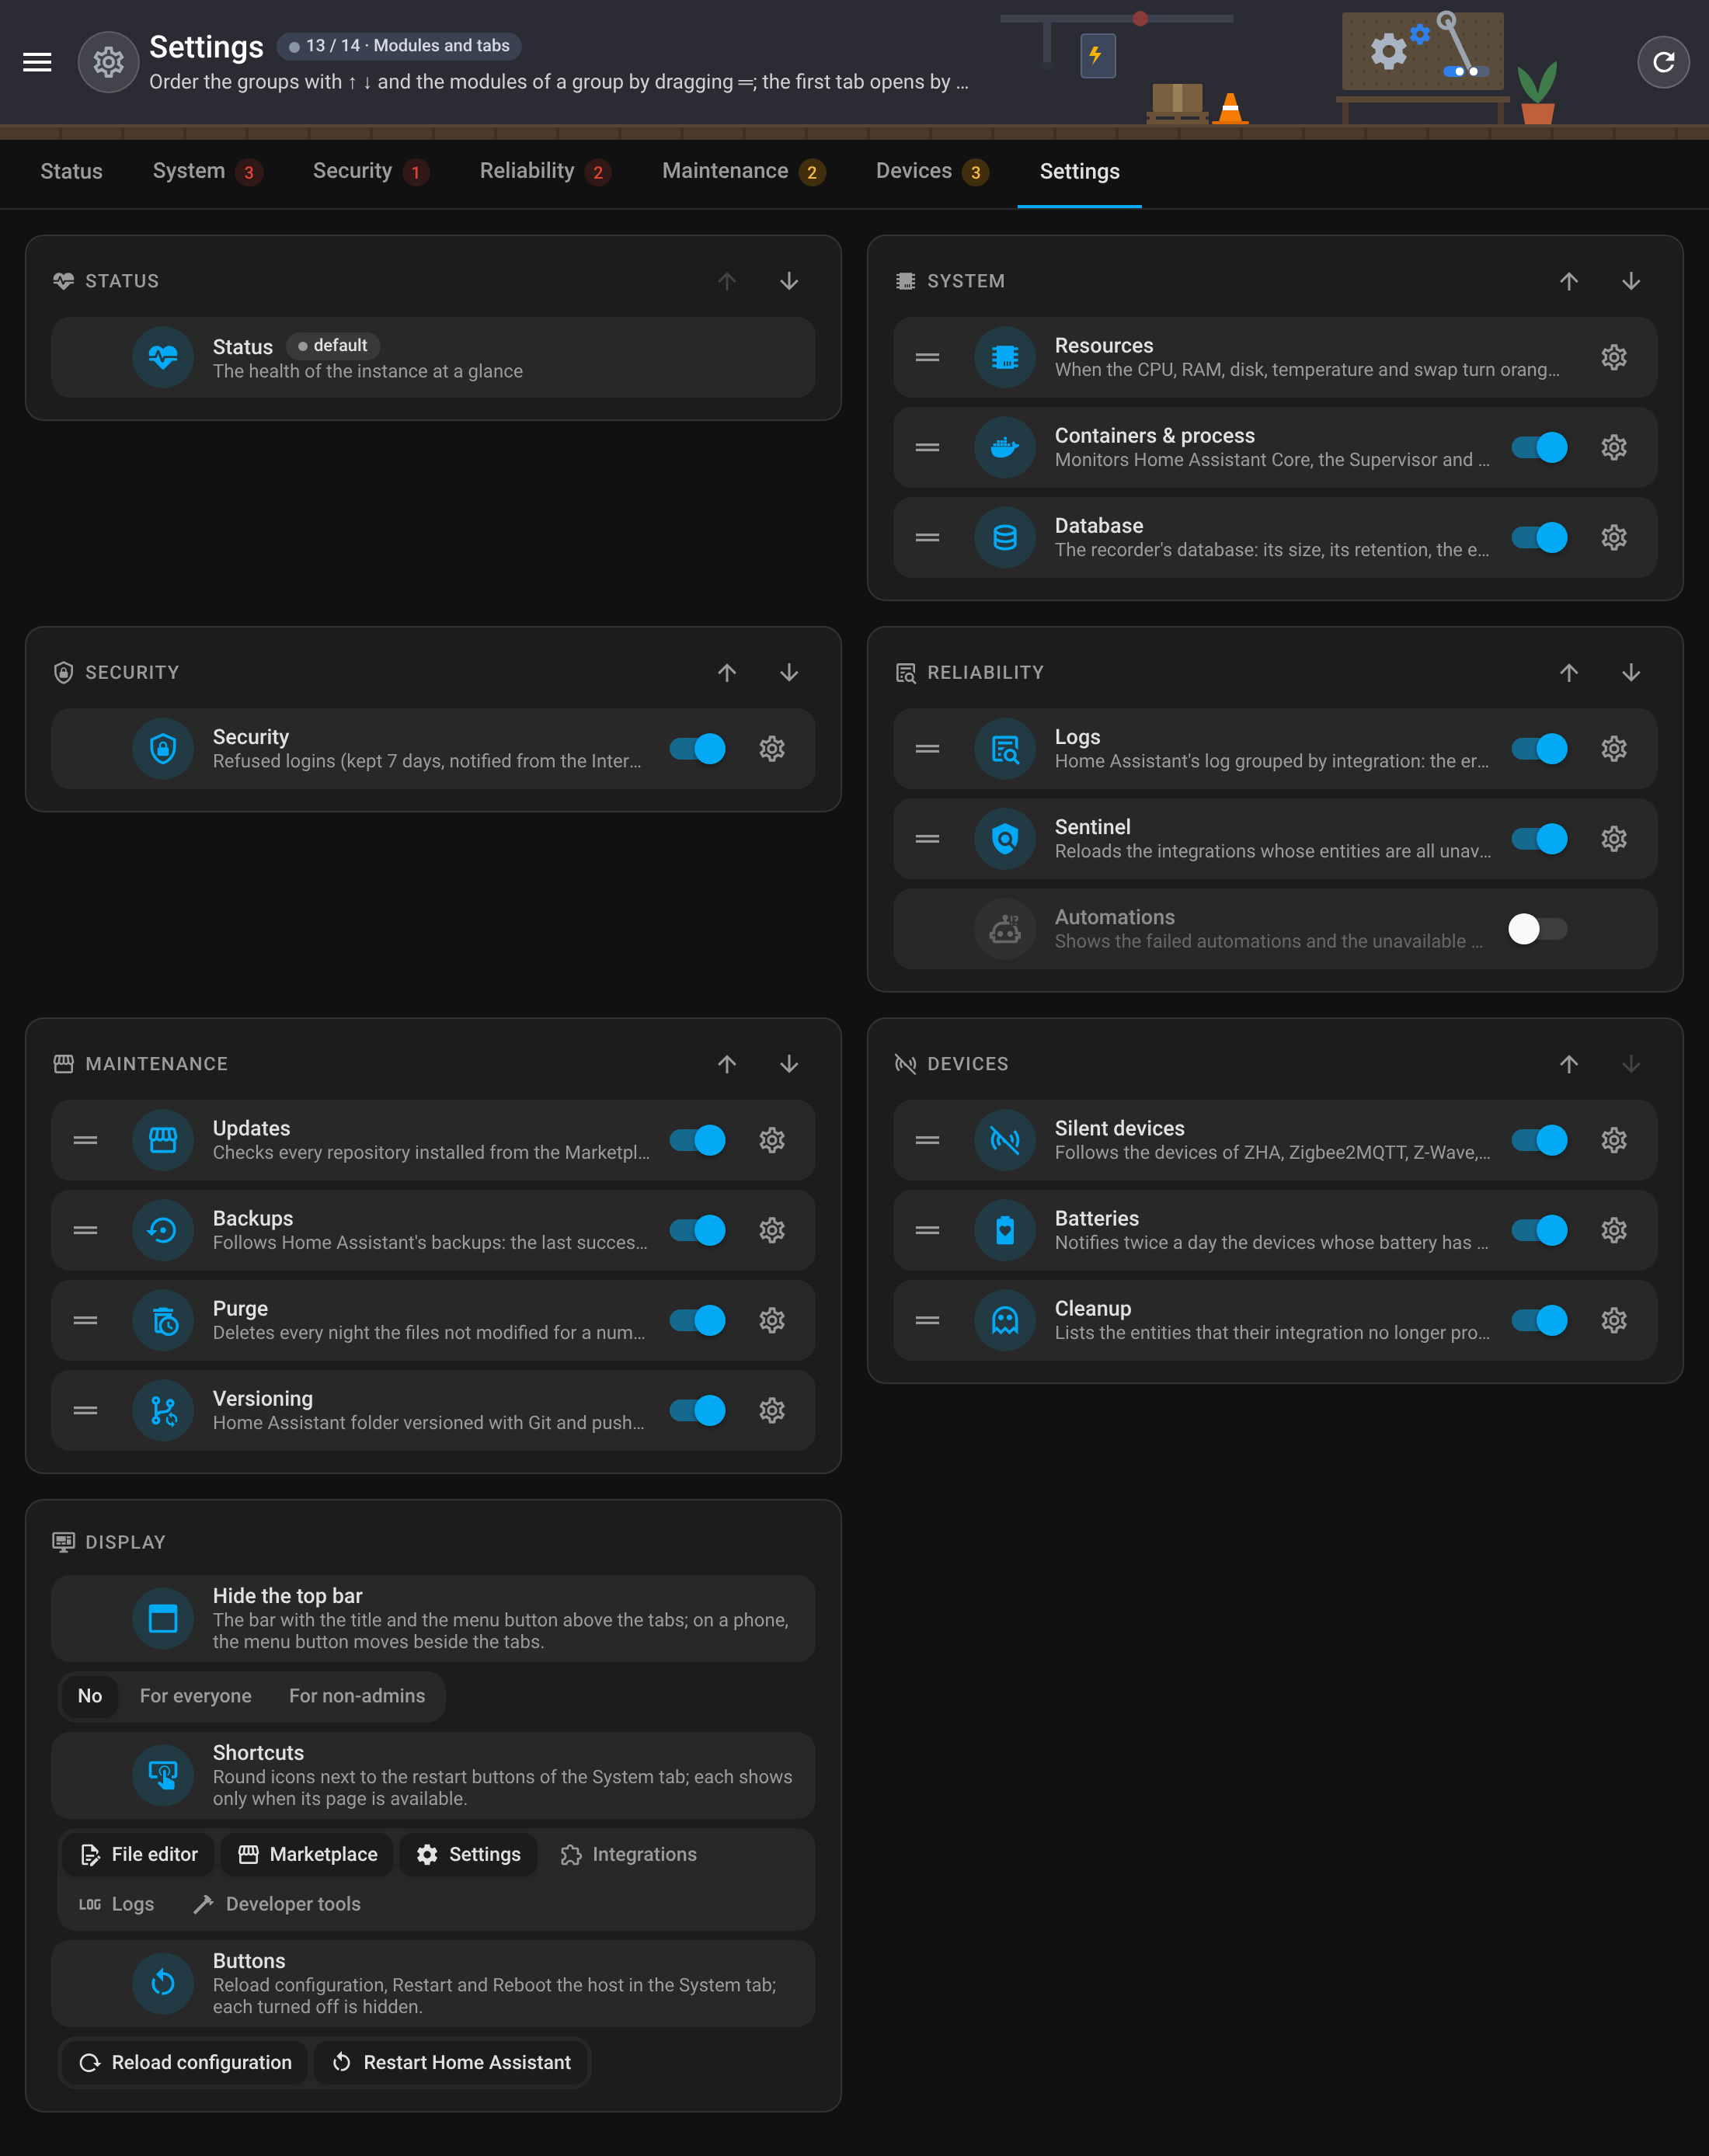 Settings
13 / 14 · Modules and tabs
Order the groups with ↑ ↓ and the modules of a group by dragging ═; the first tab opens by ...
Status
System 3
Security 1
Reliability 2
Maintenance 2
Devices 3
Settings
STATUS
Status
default
The health of the instance at a glance
SYSTEM
Resources
When the CPU, RAM, disk, temperature and swap turn orang...
Containers & process
Monitors Home Assistant Core, the Supervisor and ...
Database
The recorder's database: its size, its retention, the e...
SECURITY
Security
Refused logins (kept 7 days, notified from the Inter...
RELIABILITY
Logs
Home Assistant's log grouped by integration: the er...
Sentinel
Reloads the integrations whose entities are all unav...
Automations
Shows the failed automations and the unavailable ...
MAINTENANCE
Updates
Checks every repository installed from the Marketpl...
Backups
Follows Home Assistant's backups: the last succes...
Purge
Deletes every night the files not modified for a num...
Versioning
Home Assistant folder versioned with Git and push...
DEVICES
Silent devices
Follows the devices of ZHA, Zigbee2MQTT, Z-Wave,...
Batteries
Notifies twice a day the devices whose battery has ...
Cleanup
Lists the entities that their integration no longer pro...
DISPLAY
Hide the top bar
The bar with the title and the menu button above the tabs; on a phone,
the menu button moves beside the tabs.
No
For everyone
For non-admins
Shortcuts
Round icons next to the restart buttons of the System tab; each shows
only when its page is available.
File editor
Marketplace
Settings
Integrations
LOG Logs
Developer tools
Buttons
Reload configuration, Restart and Reboot the host in the System tab;
each turned off is hidden.
Reload configuration
Restart Home Assistant